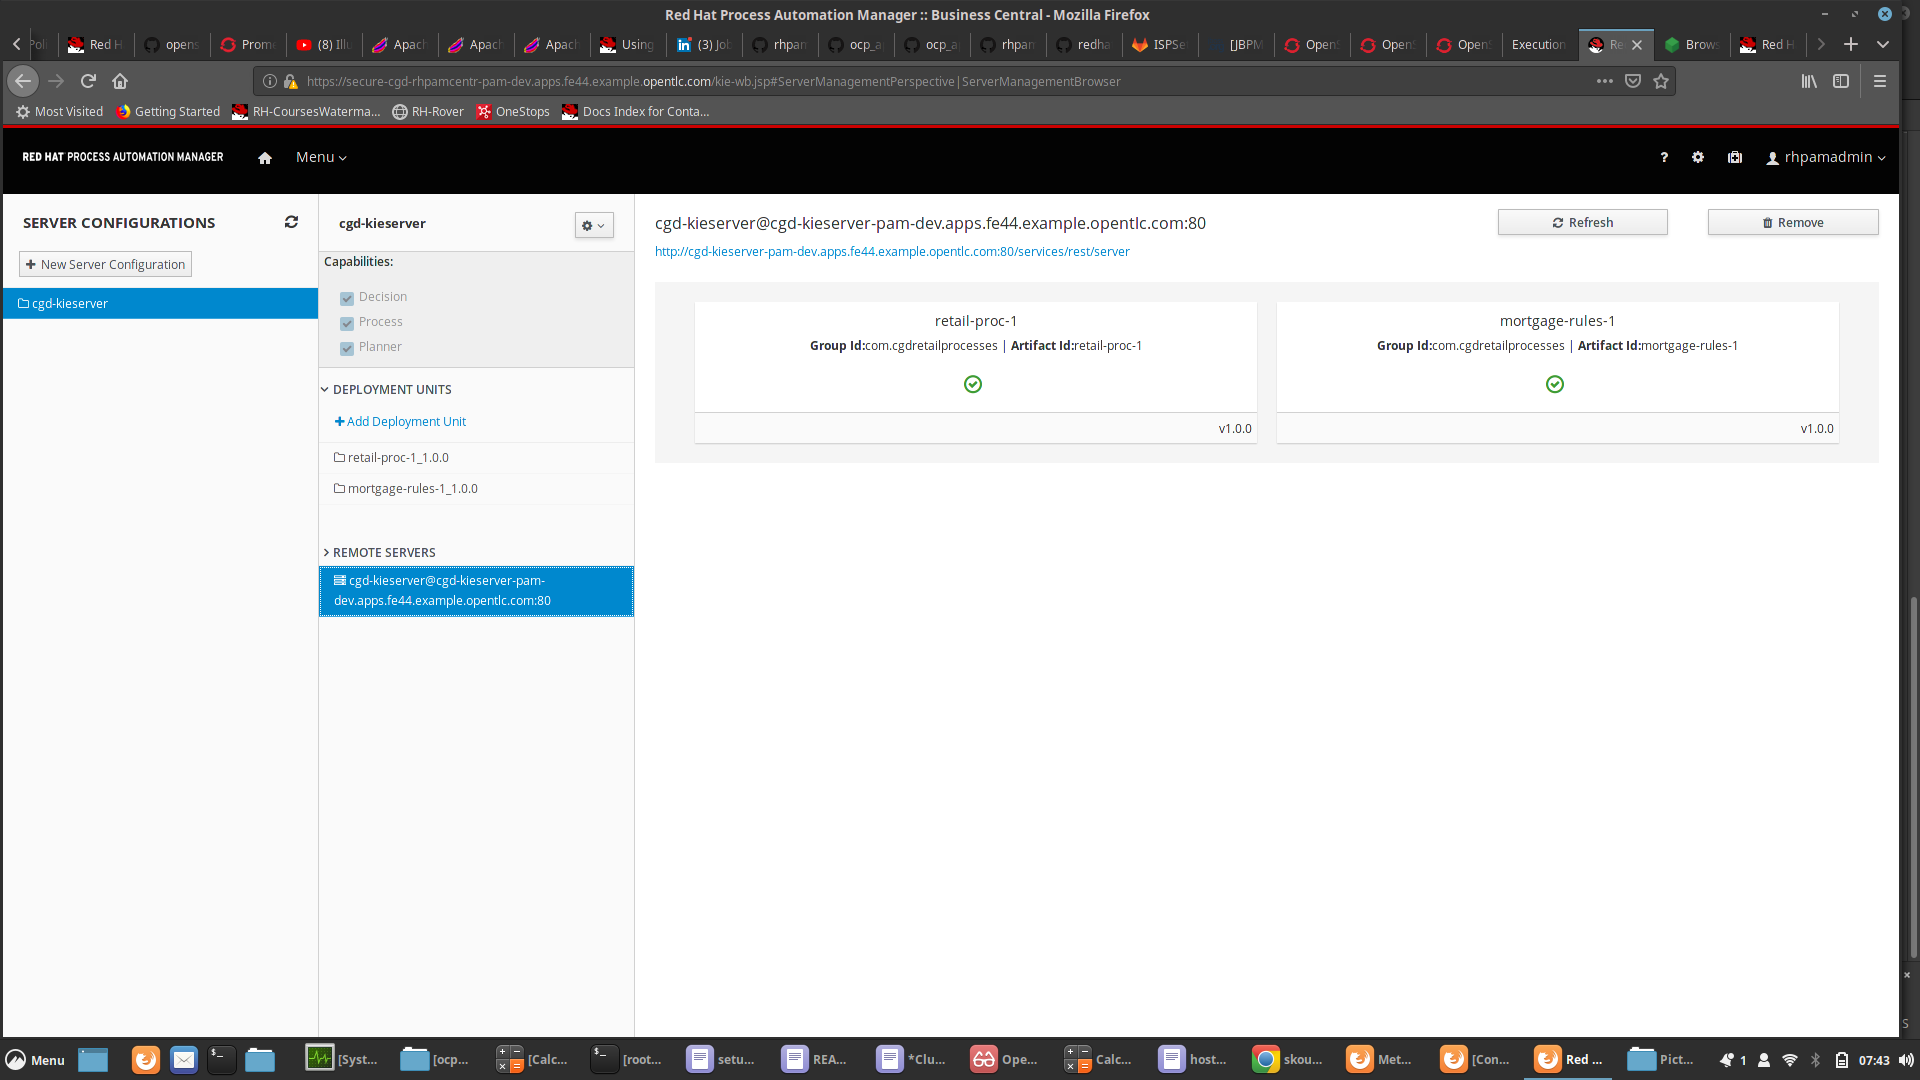 Red Hat Process Automation Manager :: Business Central - Mozilla Firefox
Red H
opens
Prom
(8) Illu
Apach
Apach
Apach
Using
(3) Jo
rhpam
ocp_a
ocp_a
rhpam
redha
ISPSe
[JBPM
Open
Open
Open
Execution
Re
Brow
Red H
https://secure-cgd-rhpamcentr-pam-dev.apps.fe44.example.opentlc.com/kie-wb.jsp#ServerManagementPerspective|ServerManagementBrowser
Most Visited
Getting Started
RH-CoursesWaterma...
RH-Rover
OneStops
Docs Index for Conta...
RED HAT PROCESS AUTOMATION MANAGER
Menu
?
rhpamadmin
SERVER CONFIGURATIONS
New Server Configuration
cgd-kieserver
cgd-kieserver
Capabilities:
Decision
Process
Planner
DEPLOYMENT UNITS
Add Deployment Unit
retail-proc-1_1.0.0
mortgage-rules-1_1.0.0
REMOTE SERVERS
cgd-kieserver@cgd-kieserver-pam-
dev.apps.fe44.example.opentlc.com:80
cgd-kieserver@cgd-kieserver-pam-dev.apps.fe44.example.opentlc.com:80
Refresh
Remove
http://cgd-kieserver-pam-dev.apps.fe44.example.opentlc.com:80/services/rest/server
retail-proc-1
Group Id:com.cgdretailprocesses | Artifact Id:retail-proc-1
v1.0.0
mortgage-rules-1
Group Id:com.cgdretailprocesses | Artifact Id:mortgage-rules-1
v1.0.0
Menu
[Syst...
[ocp...
[Calc...
[root...
setu...
REA...
*Clu...
Ope...
Calc...
host...
skou...
Met...
[Con...
Red ...
Pict...
1
07:43